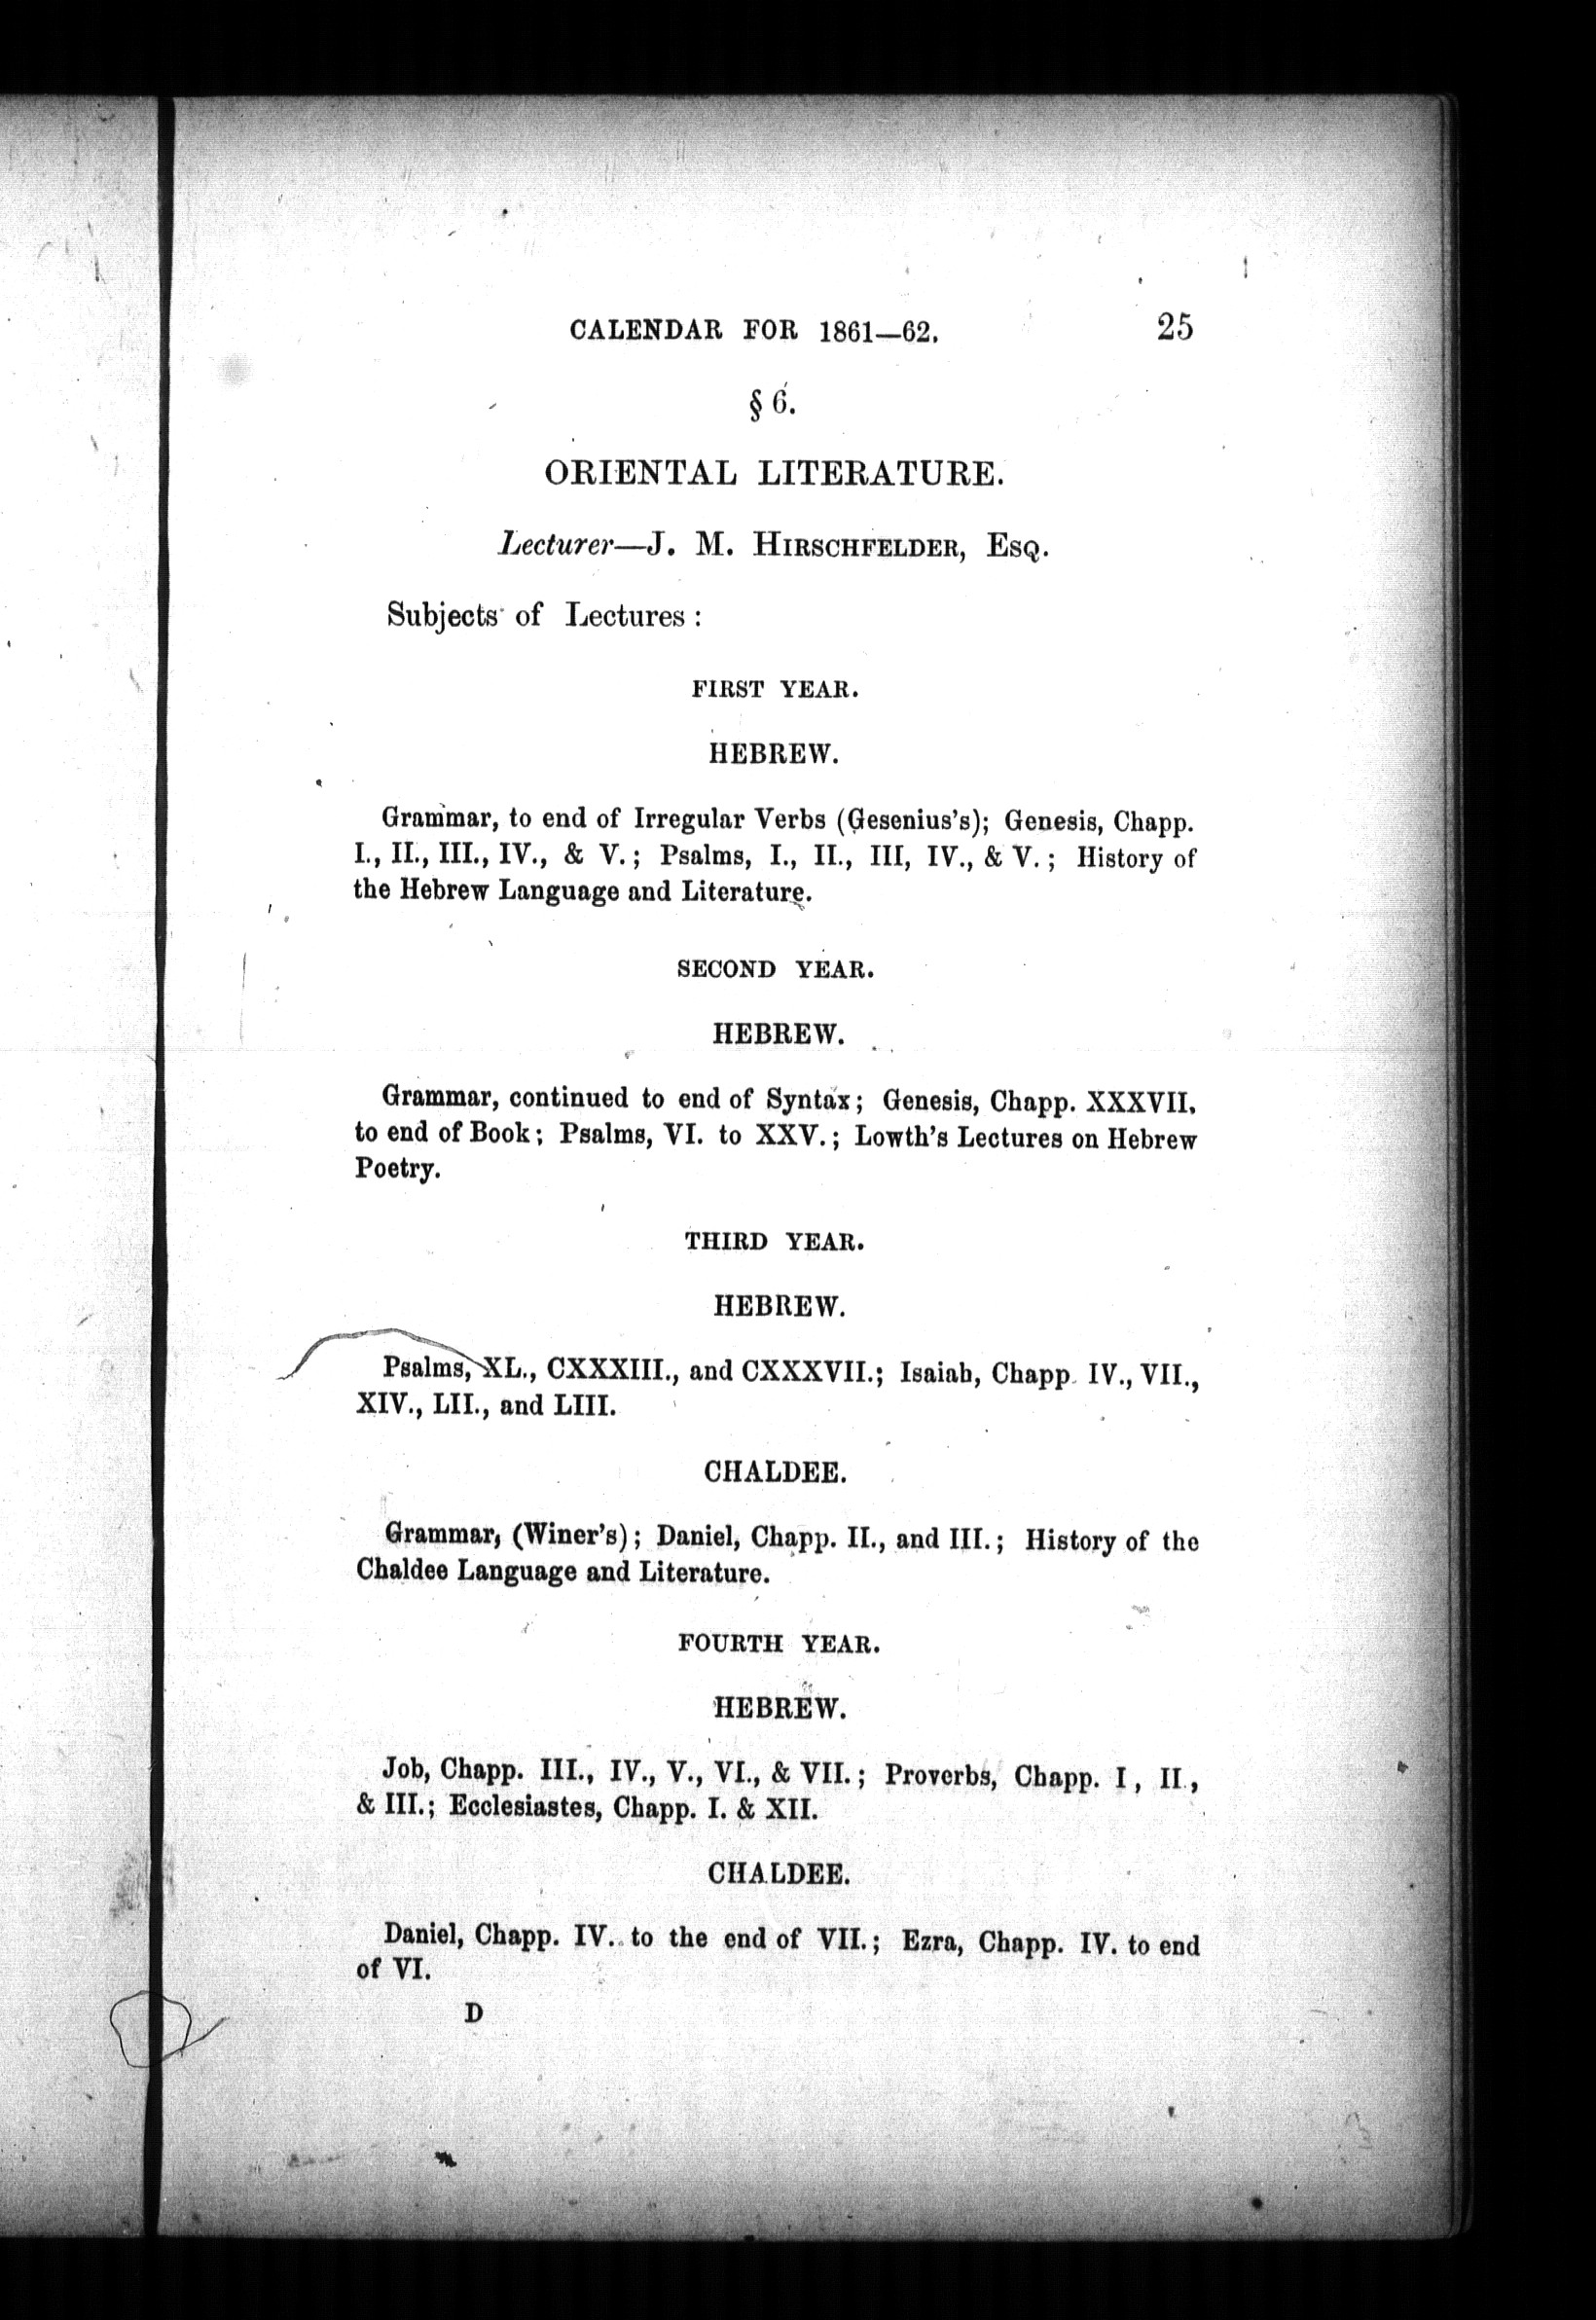 CALENDAR FOR 1861—62. 25
§ 6.
ORIENTAL LITERATURE.
Lecturer—J. M. HIRSCHFELDER, ESQ.
Subjects of Lectures :
FIRST YEAR.
HEBREW.
Grammar, to end of Irregular Verbs (Gesenius's); Genesis, Chapp.
I., II., III., IV., & V.; Psalms, I., II., III, IV., & V.; History of
the Hebrew Language and Literature.
SECOND YEAR.
HEBREW.
Grammar, continued to end of Syntax; Genesis, Chapp. XXXVII.
to end of Book; Psalms, VI. to XXV.; Lowth's Lectures on Hebrew
Poetry.
THIRD YEAR.
HEBREW.
Psalms, XL., CXXXIII., and CXXXVII.; Isaiah, Chapp. IV., VII.,
XIV., LII., and LIII.
CHALDEE.
Grammar, (Winer's); Daniel, Chapp. II., and III.; History of the
Chaldee Language and Literature.
FOURTH YEAR.
HEBREW.
Job, Chapp. III., IV., V., VI., & VII.; Proverbs, Chapp. I, II.,
& III.; Ecclesiastes, Chapp. I. & XII.
CHALDEE.
Daniel, Chapp. IV. to the end of VII.; Ezra, Chapp. IV. to end
of VI.
D